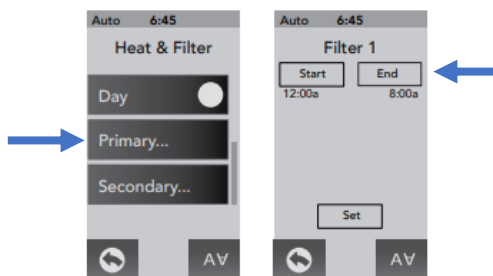 Auto 6:45
Heat & Filter
Day
Primary...
Secondary...
A∀
Auto 6:45
Filter 1
Start End
12:00a 8:00a
Set
A∀